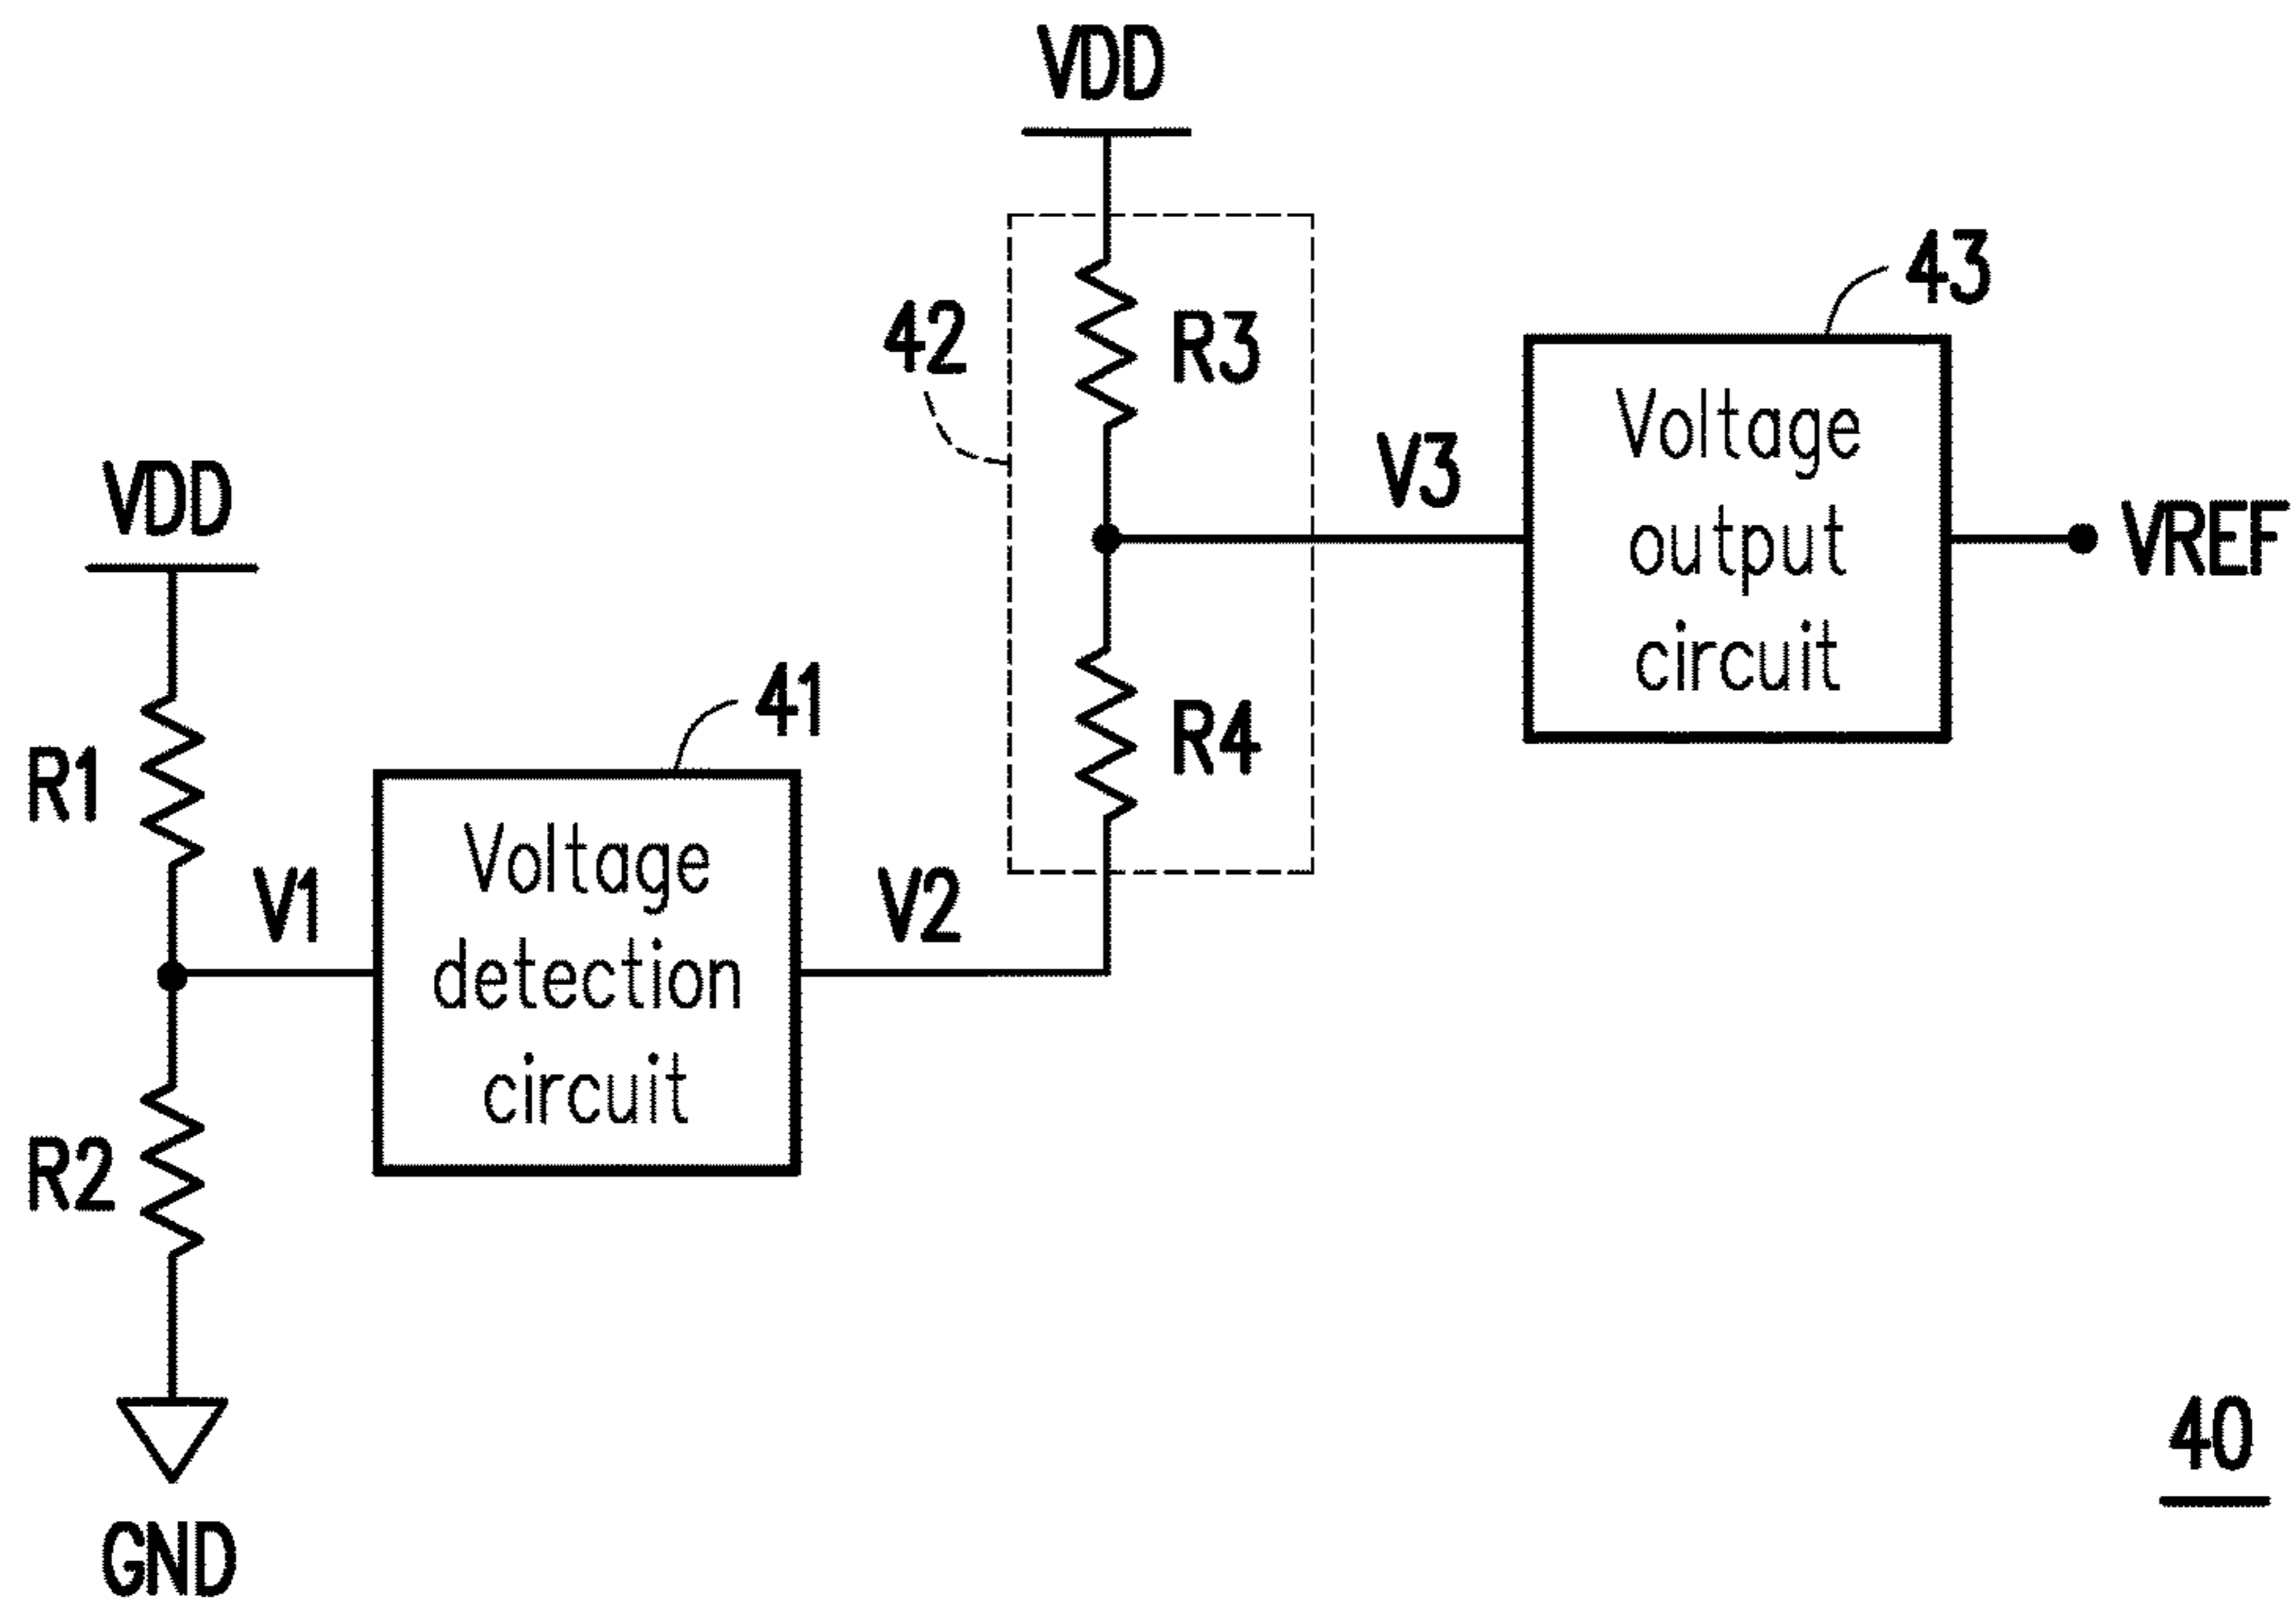 VDD
42
R3
43
V3
Voltage
output
circuit
VREF
R4
VDD
R1
41
V1
Voltage
detection
circuit
V2
R2
GND
40